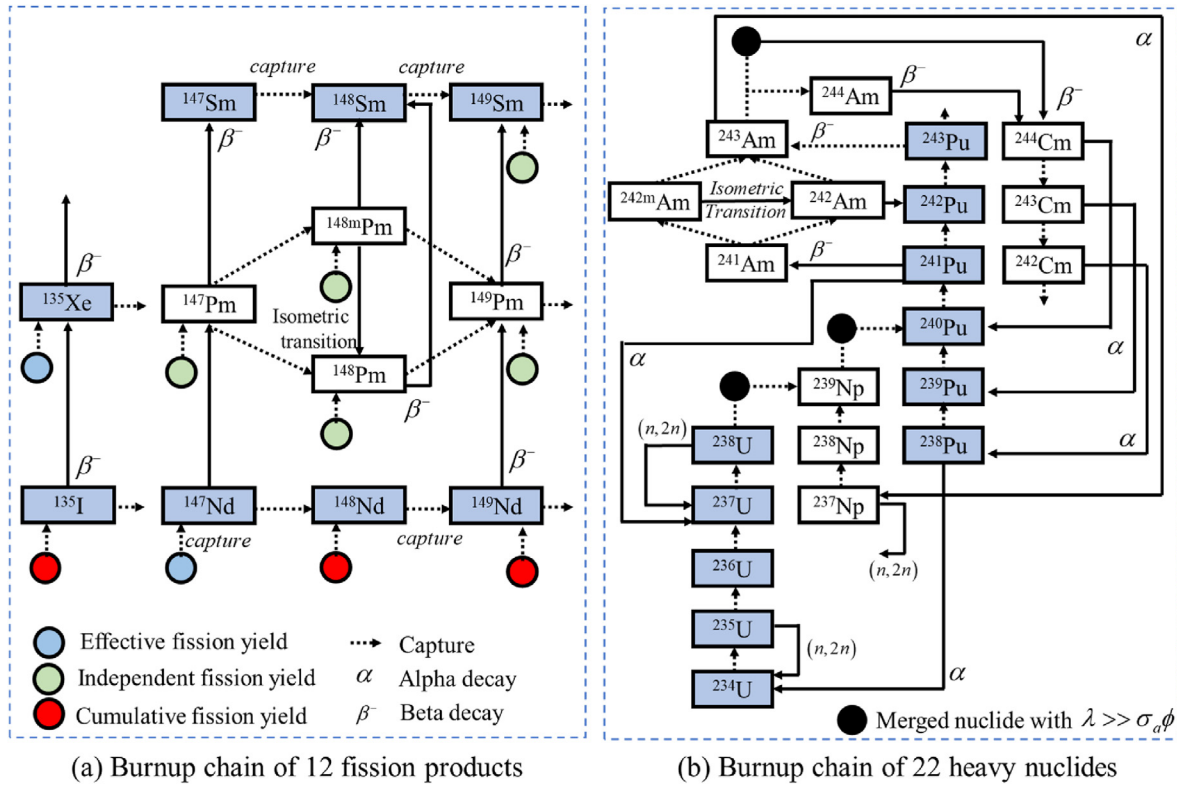 capture capture
¹⁴⁷Sm ¹⁴⁸Sm ¹⁴⁹Sm
β⁻ β⁻
¹⁴⁸ᵐPm
β⁻ β⁻
¹³⁵Xe ¹⁴⁷Pm ¹⁴⁹Pm
Isometric
transition
¹⁴⁸Pm
β⁻
β⁻ β⁻ β⁻
¹³⁵I ¹⁴⁷Nd ¹⁴⁸Nd ¹⁴⁹Nd
capture capture
Effective fission yield
Independent fission yield
Cumulative fission yield
Capture
α Alpha decay
β⁻ Beta decay
(a) Burnup chain of 12 fission products
α
β⁻
²⁴⁴Am
β⁻
²⁴³Am β⁻ ²⁴³Pu ²⁴⁴Cm
²⁴²ᵐAm Isometric ²⁴²Am ²⁴²Pu ²⁴³Cm
Transition
²⁴¹Am β⁻ ²⁴¹Pu ²⁴²Cm
²⁴⁰Pu
α α
²³⁹Np ²³⁹Pu
(n, 2n) ²³⁸U ²³⁸Np ²³⁸Pu α
²³⁷U ²³⁷Np
²³⁶U (n, 2n)
²³⁵U (n, 2n)
²³⁴U α
Merged nuclide with λ >> σₐϕ
(b) Burnup chain of 22 heavy nuclides